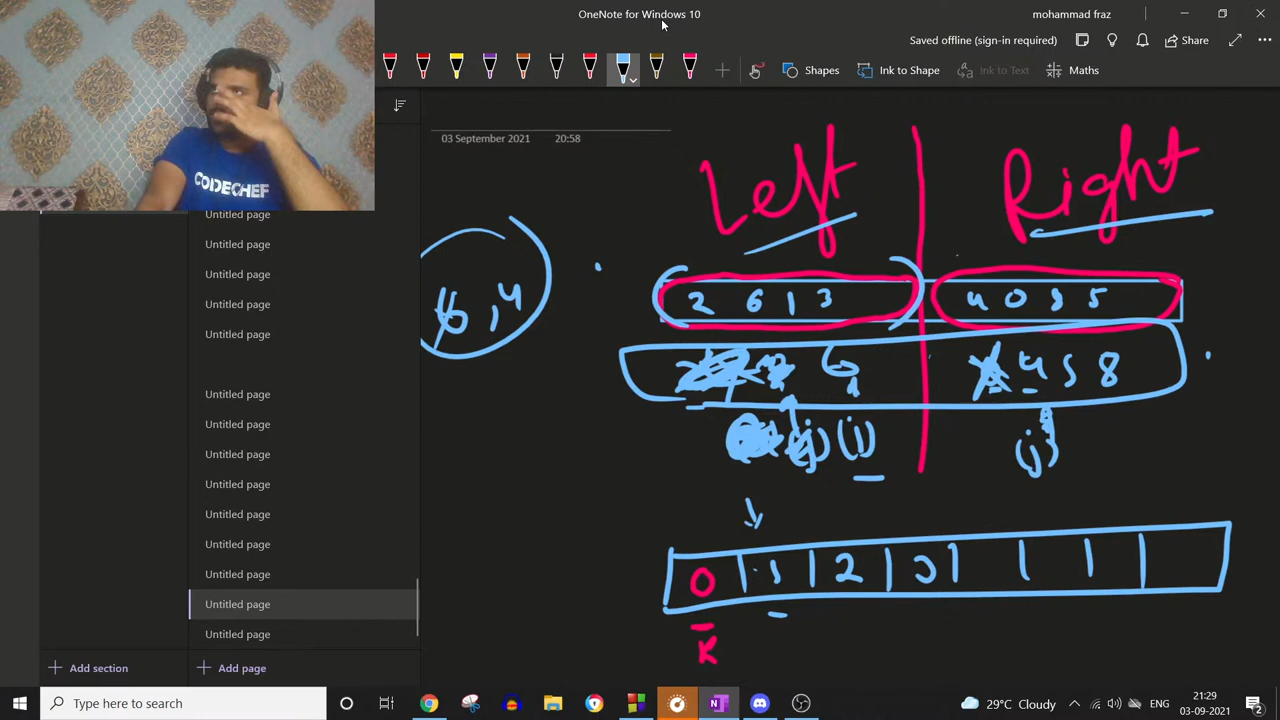 OneNote for Windows 10
mohammad fraz
Saved offline (sign-in required)
Share
Shapes
Ink to Shape
Ink to Text
Maths
CODECHEF
03 September 2021 20:58
Left Right
6, 4
2 6 1 3 4 0 8 5
6 4 5 8
(j) (i) (j)
0 1 2 3
K
Untitled page
Untitled page
Untitled page
Untitled page
Untitled page
Untitled page
Untitled page
Untitled page
Untitled page
Untitled page
Untitled page
Untitled page
Untitled page
Untitled page
Add section
Add page
Type here to search
29°C Cloudy
ENG
21:29
03-09-2021
2